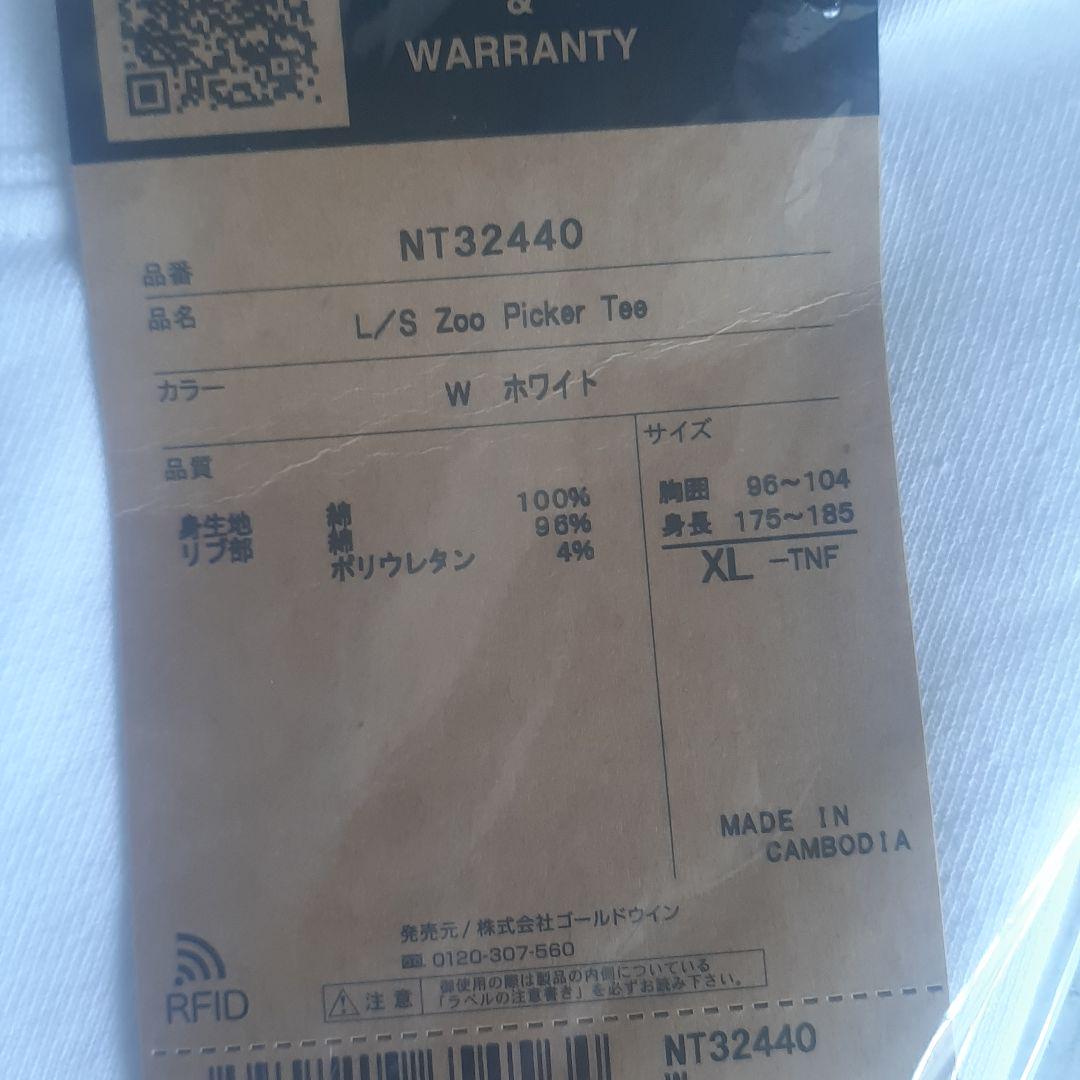 &
WARRANTY
品番 NT32440
品名 L/S Zoo Picker Tee
カラー W ホワイト
品質
身生地 綿 100%
リブ部 綿 96%
ポリウレタン 4%
サイズ
胸囲 96~104
身長 175~185
XL -TNF
MADE IN
CAMBODIA
発売元/株式会社ゴールドウイン
0120-307-560
RFID
注意
御使用の際は製品の内側についている
「ラベルの注意書き」を必ずお読み下さい。
NT32440